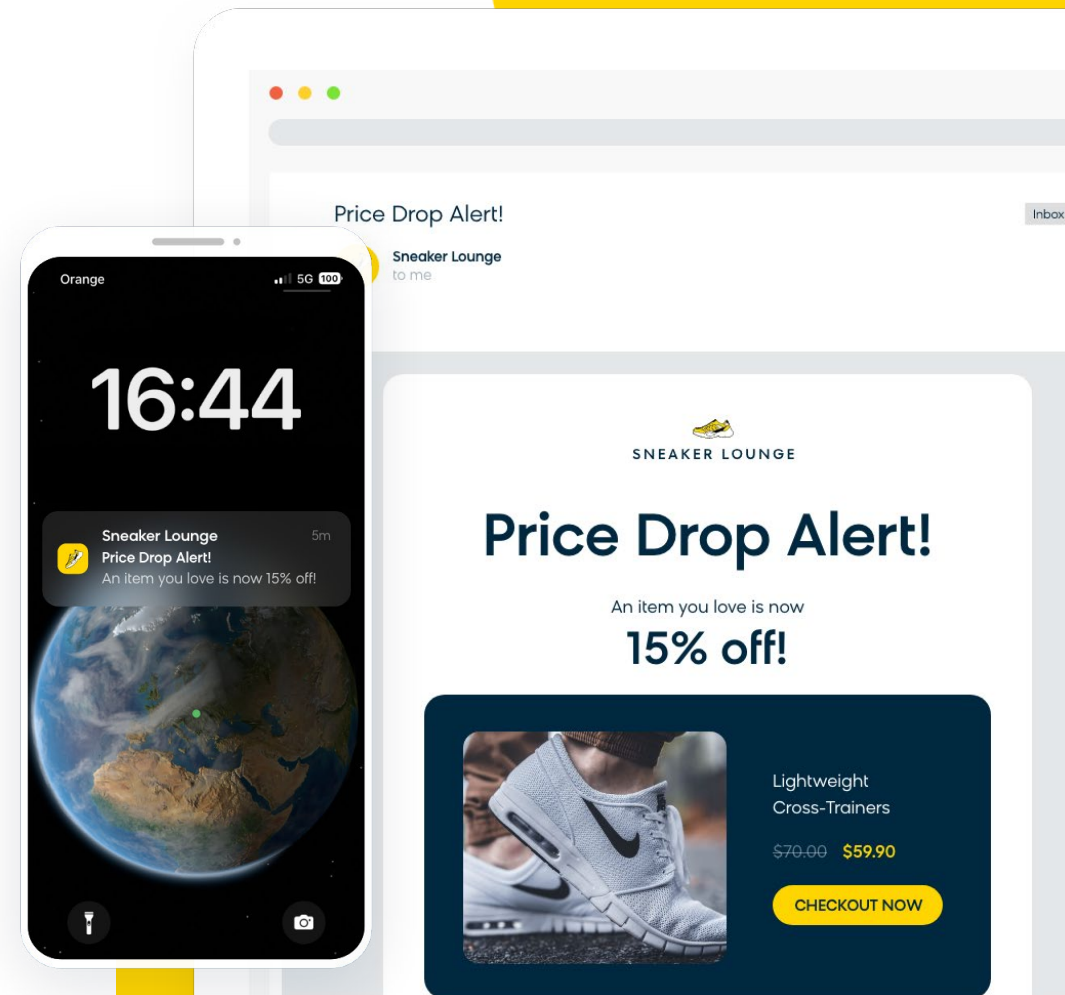 Price Drop Alert!
Inbox
Sneaker Lounge
to me
Orange
5G 100
16:44
Sneaker Lounge 5m
Price Drop Alert!
An item you love is now 15% off!
SNEAKER LOUNGE
Price Drop Alert!
An item you love is now
15% off!
Lightweight
Cross-Trainers
$70.00 $59.90
CHECKOUT NOW